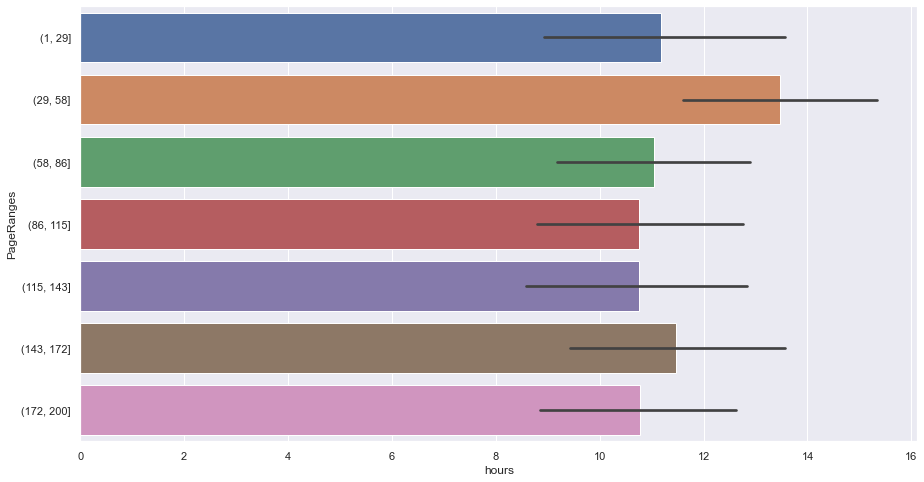 PageRanges
(1, 29]
(29, 58]
(58, 86]
(86, 115]
(115, 143]
(143, 172]
(172, 200]
0 2 4 6 8 10 12 14 16
hours